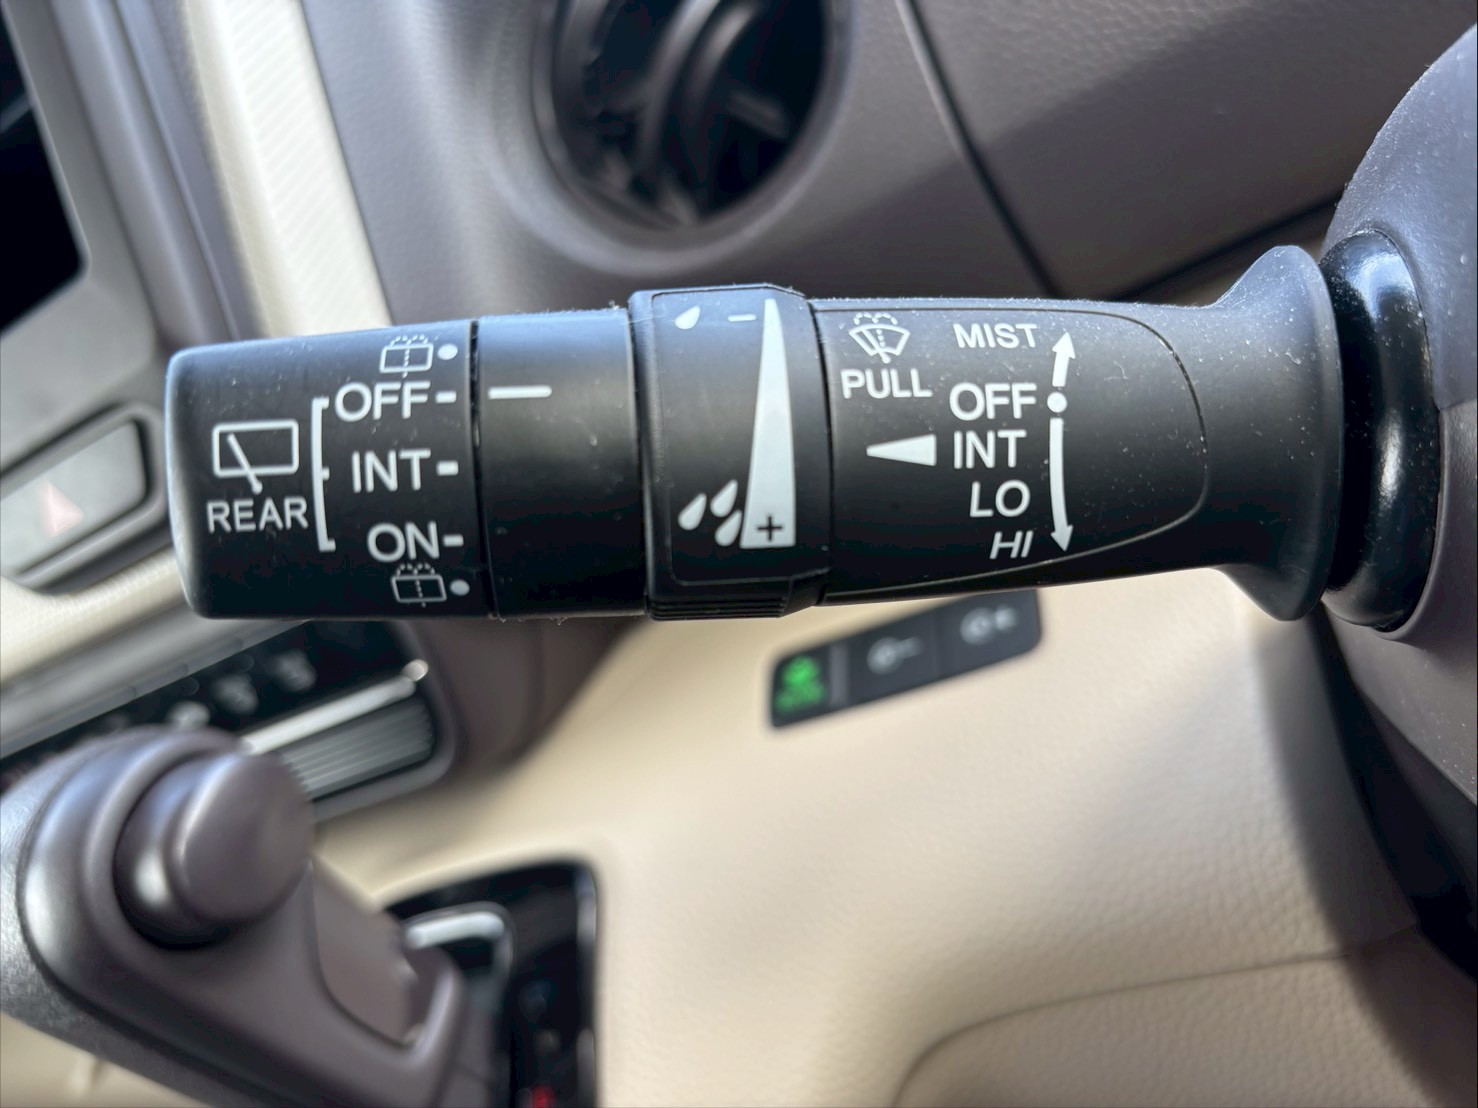 REAR
OFF
INT
ON
- 
+
PULL
MIST
OFF
INT
LO
HI